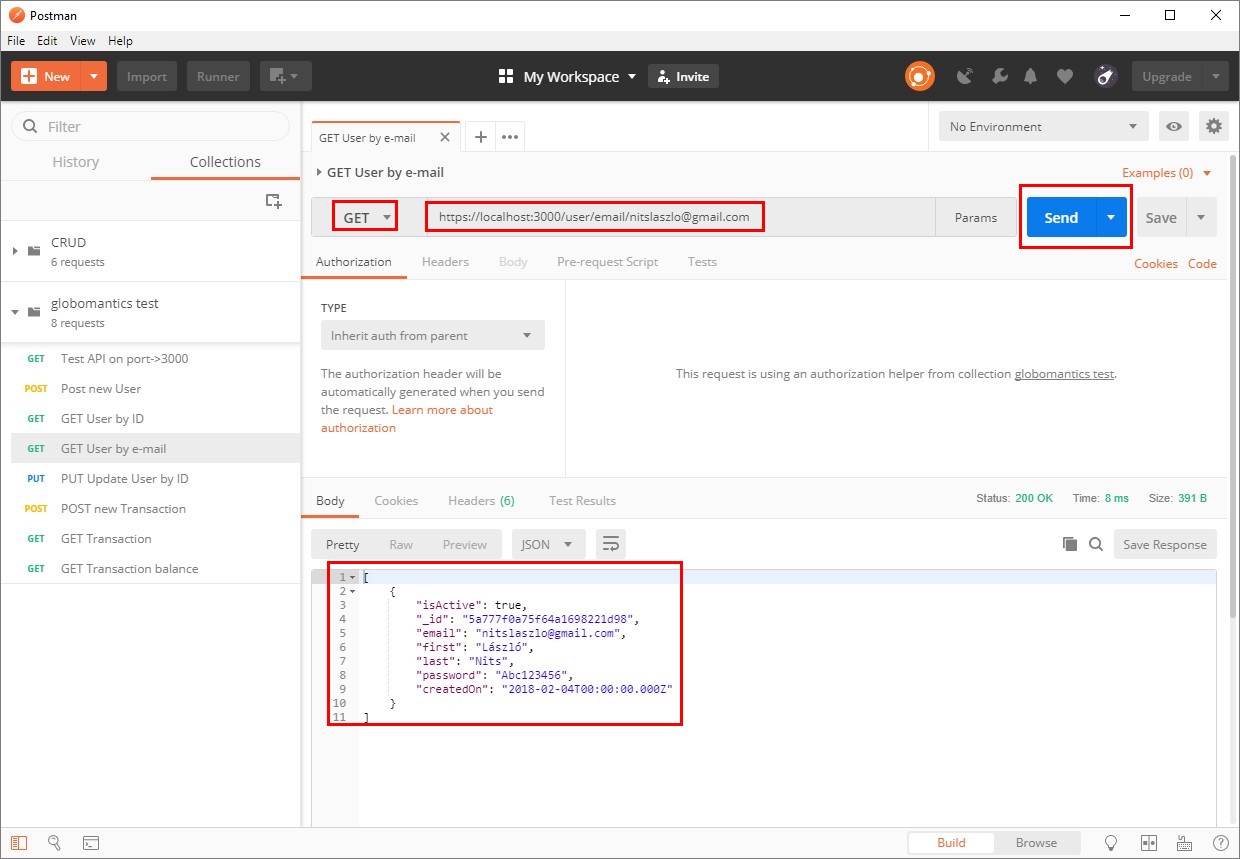 Postman
File Edit View Help
New Import Runner My Workspace Invite Upgrade
Filter
History Collections
CRUD
6 requests
globomantics test
8 requests
GET Test API on port->3000
POST Post new User
GET GET User by ID
GET GET User by e-mail
PUT PUT Update User by ID
POST POST new Transaction
GET GET Transaction
GET GET Transaction balance
GET User by e-mail
No Environment
GET User by e-mail
Examples (0)
GET https://localhost:3000/user/email/nitslaszlo@gmail.com Params Send Save
Authorization Headers Body Pre-request Script Tests
Cookies Code
TYPE
Inherit auth from parent
The authorization header will be
automatically generated when you send
the request. Learn more about
authorization
This request is using an authorization helper from collection globomantics test.
Body Cookies Headers (6) Test Results
Status: 200 OK Time: 8 ms Size: 391 B
Pretty Raw Preview JSON Save Response
1 [
2 {
3 "isActive": true,
4 "_id": "5a777f0a75f64a1698221d98",
5 "email": "nitslaszlo@gmail.com",
6 "first": "László",
7 "last": "Nits",
8 "password": "Abc123456",
9 "createdOn": "2018-02-04T00:00:00.000Z"
10 }
11 ]
Build Browse